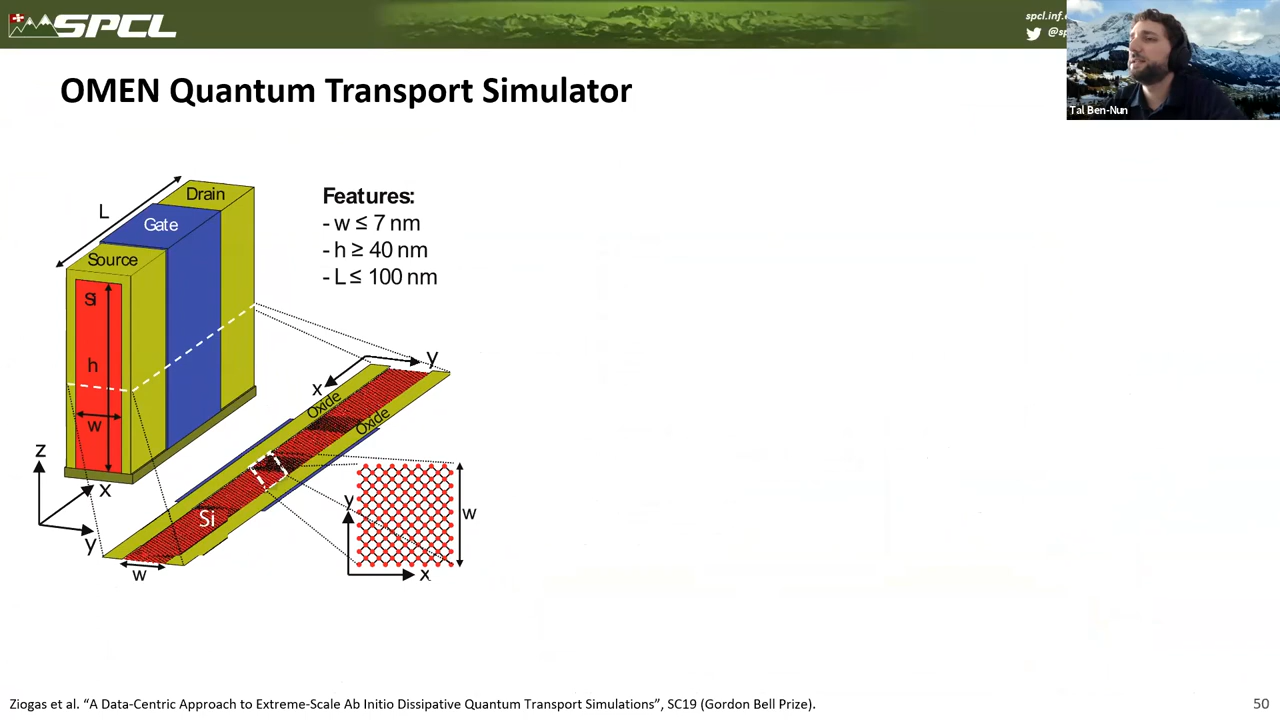 SPCL
spcl.inf.
@sp
Tal Ben-Nun
OMEN Quantum Transport Simulator
Features:
- w ≤ 7 nm
- h ≥ 40 nm
- L ≤ 100 nm
L
Drain
Gate
Source
Si
h
w
z
x
y
y
x
Oxide
Oxide
Si
w
y
x
w
Ziogas et al. “A Data-Centric Approach to Extreme-Scale Ab Initio Dissipative Quantum Transport Simulations”, SC19 (Gordon Bell Prize).
50